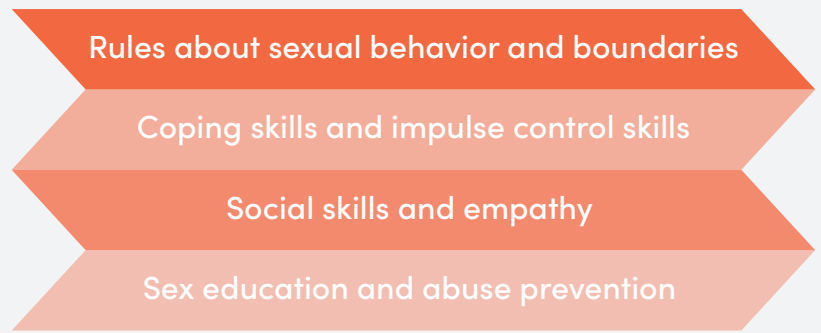 Rules about sexual behavior and boundaries
Coping skills and impulse control skills
Social skills and empathy
Sex education and abuse prevention